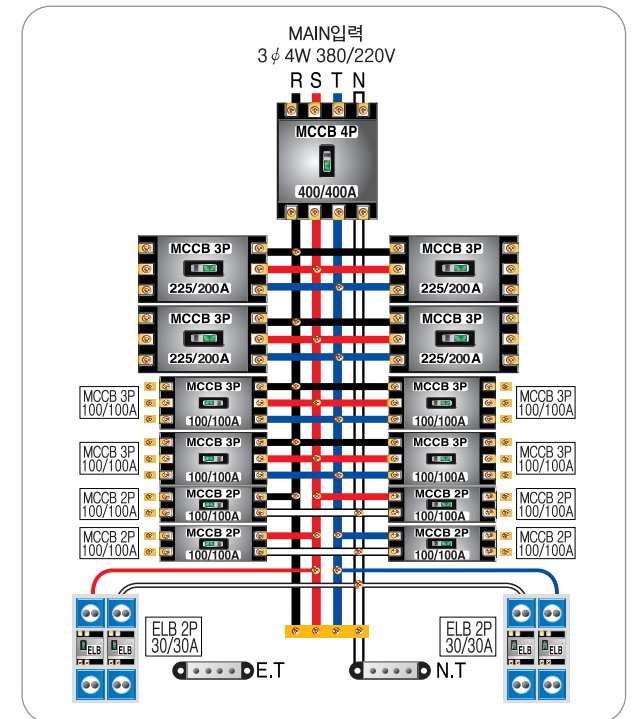 MAIN입력
3φ4W 380/220V
R S T N
MCCB 4P
400/400A
MCCB 3P
225/200A
MCCB 3P
225/200A
MCCB 3P
225/200A
MCCB 3P
225/200A
MCCB 3P
100/100A
MCCB 3P
100/100A
MCCB 3P
100/100A
MCCB 3P
100/100A
MCCB 3P
100/100A
MCCB 3P
100/100A
MCCB 3P
100/100A
MCCB 3P
100/100A
MCCB 2P
100/100A
MCCB 2P
100/100A
MCCB 2P
100/100A
MCCB 2P
100/100A
MCCB 2P
100/100A
MCCB 2P
100/100A
MCCB 2P
100/100A
MCCB 2P
100/100A
ELB
ELB
ELB 2P
30/30A
E.T
N.T
ELB 2P
30/30A
ELB
ELB